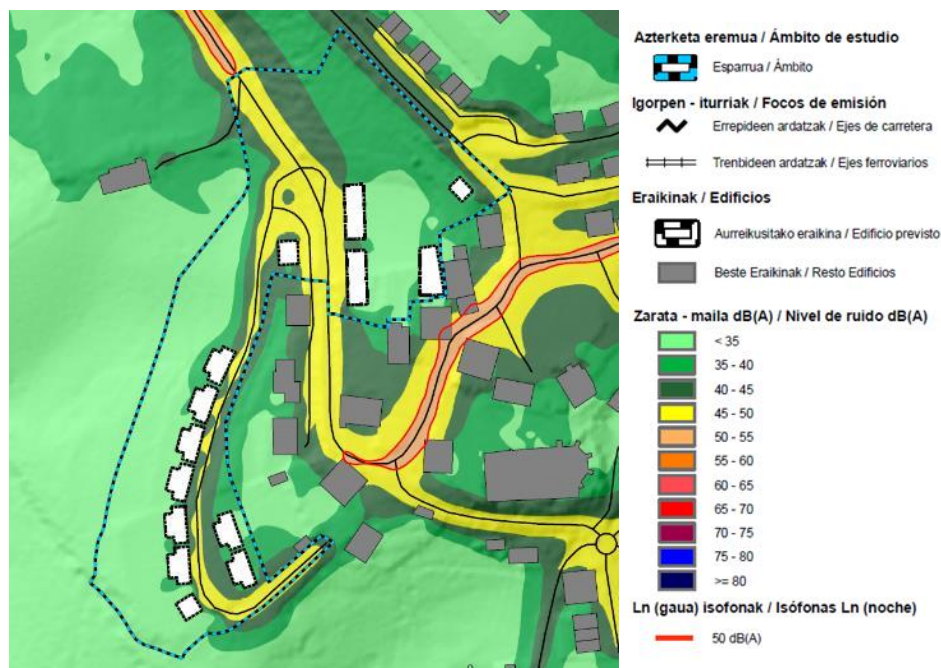 Azterketa eremua / Ámbito de estudio
Esparrua / Ámbito
Igorpen - iturriak / Focos de emisión
Errepideen ardatzak / Ejes de carretera
Trenbideen ardatzak / Ejes ferroviarios
Eraikinak / Edificios
Aurreikusitako eraikina / Edificio previsto
Beste Eraikinak / Resto Edificios
Zarata - maila dB(A) / Nivel de ruido dB(A)
< 35
35 - 40
40 - 45
45 - 50
50 - 55
55 - 60
60 - 65
65 - 70
70 - 75
75 - 80
>= 80
Ln (gaua) isofonak / Isófonas Ln (noche)
50 dB(A)